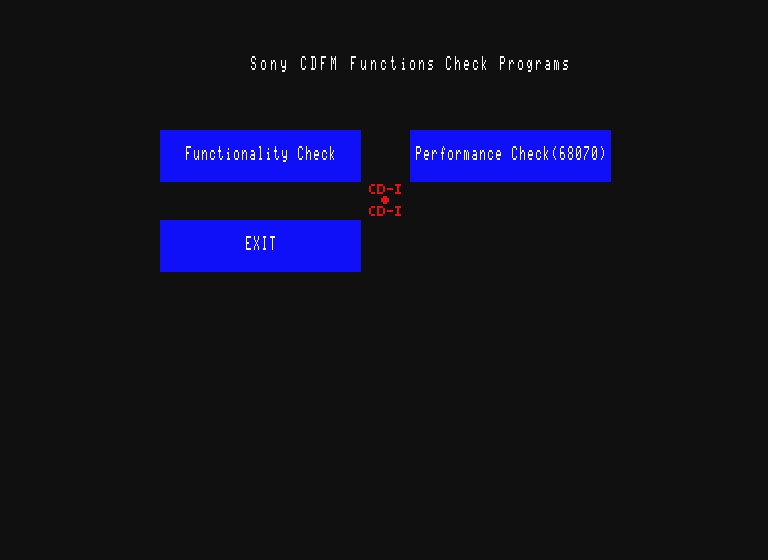 Sony CDFM Functions Check Programs
Functionality Check
Performance Check(68070)
CD-I
CD-I
EXIT